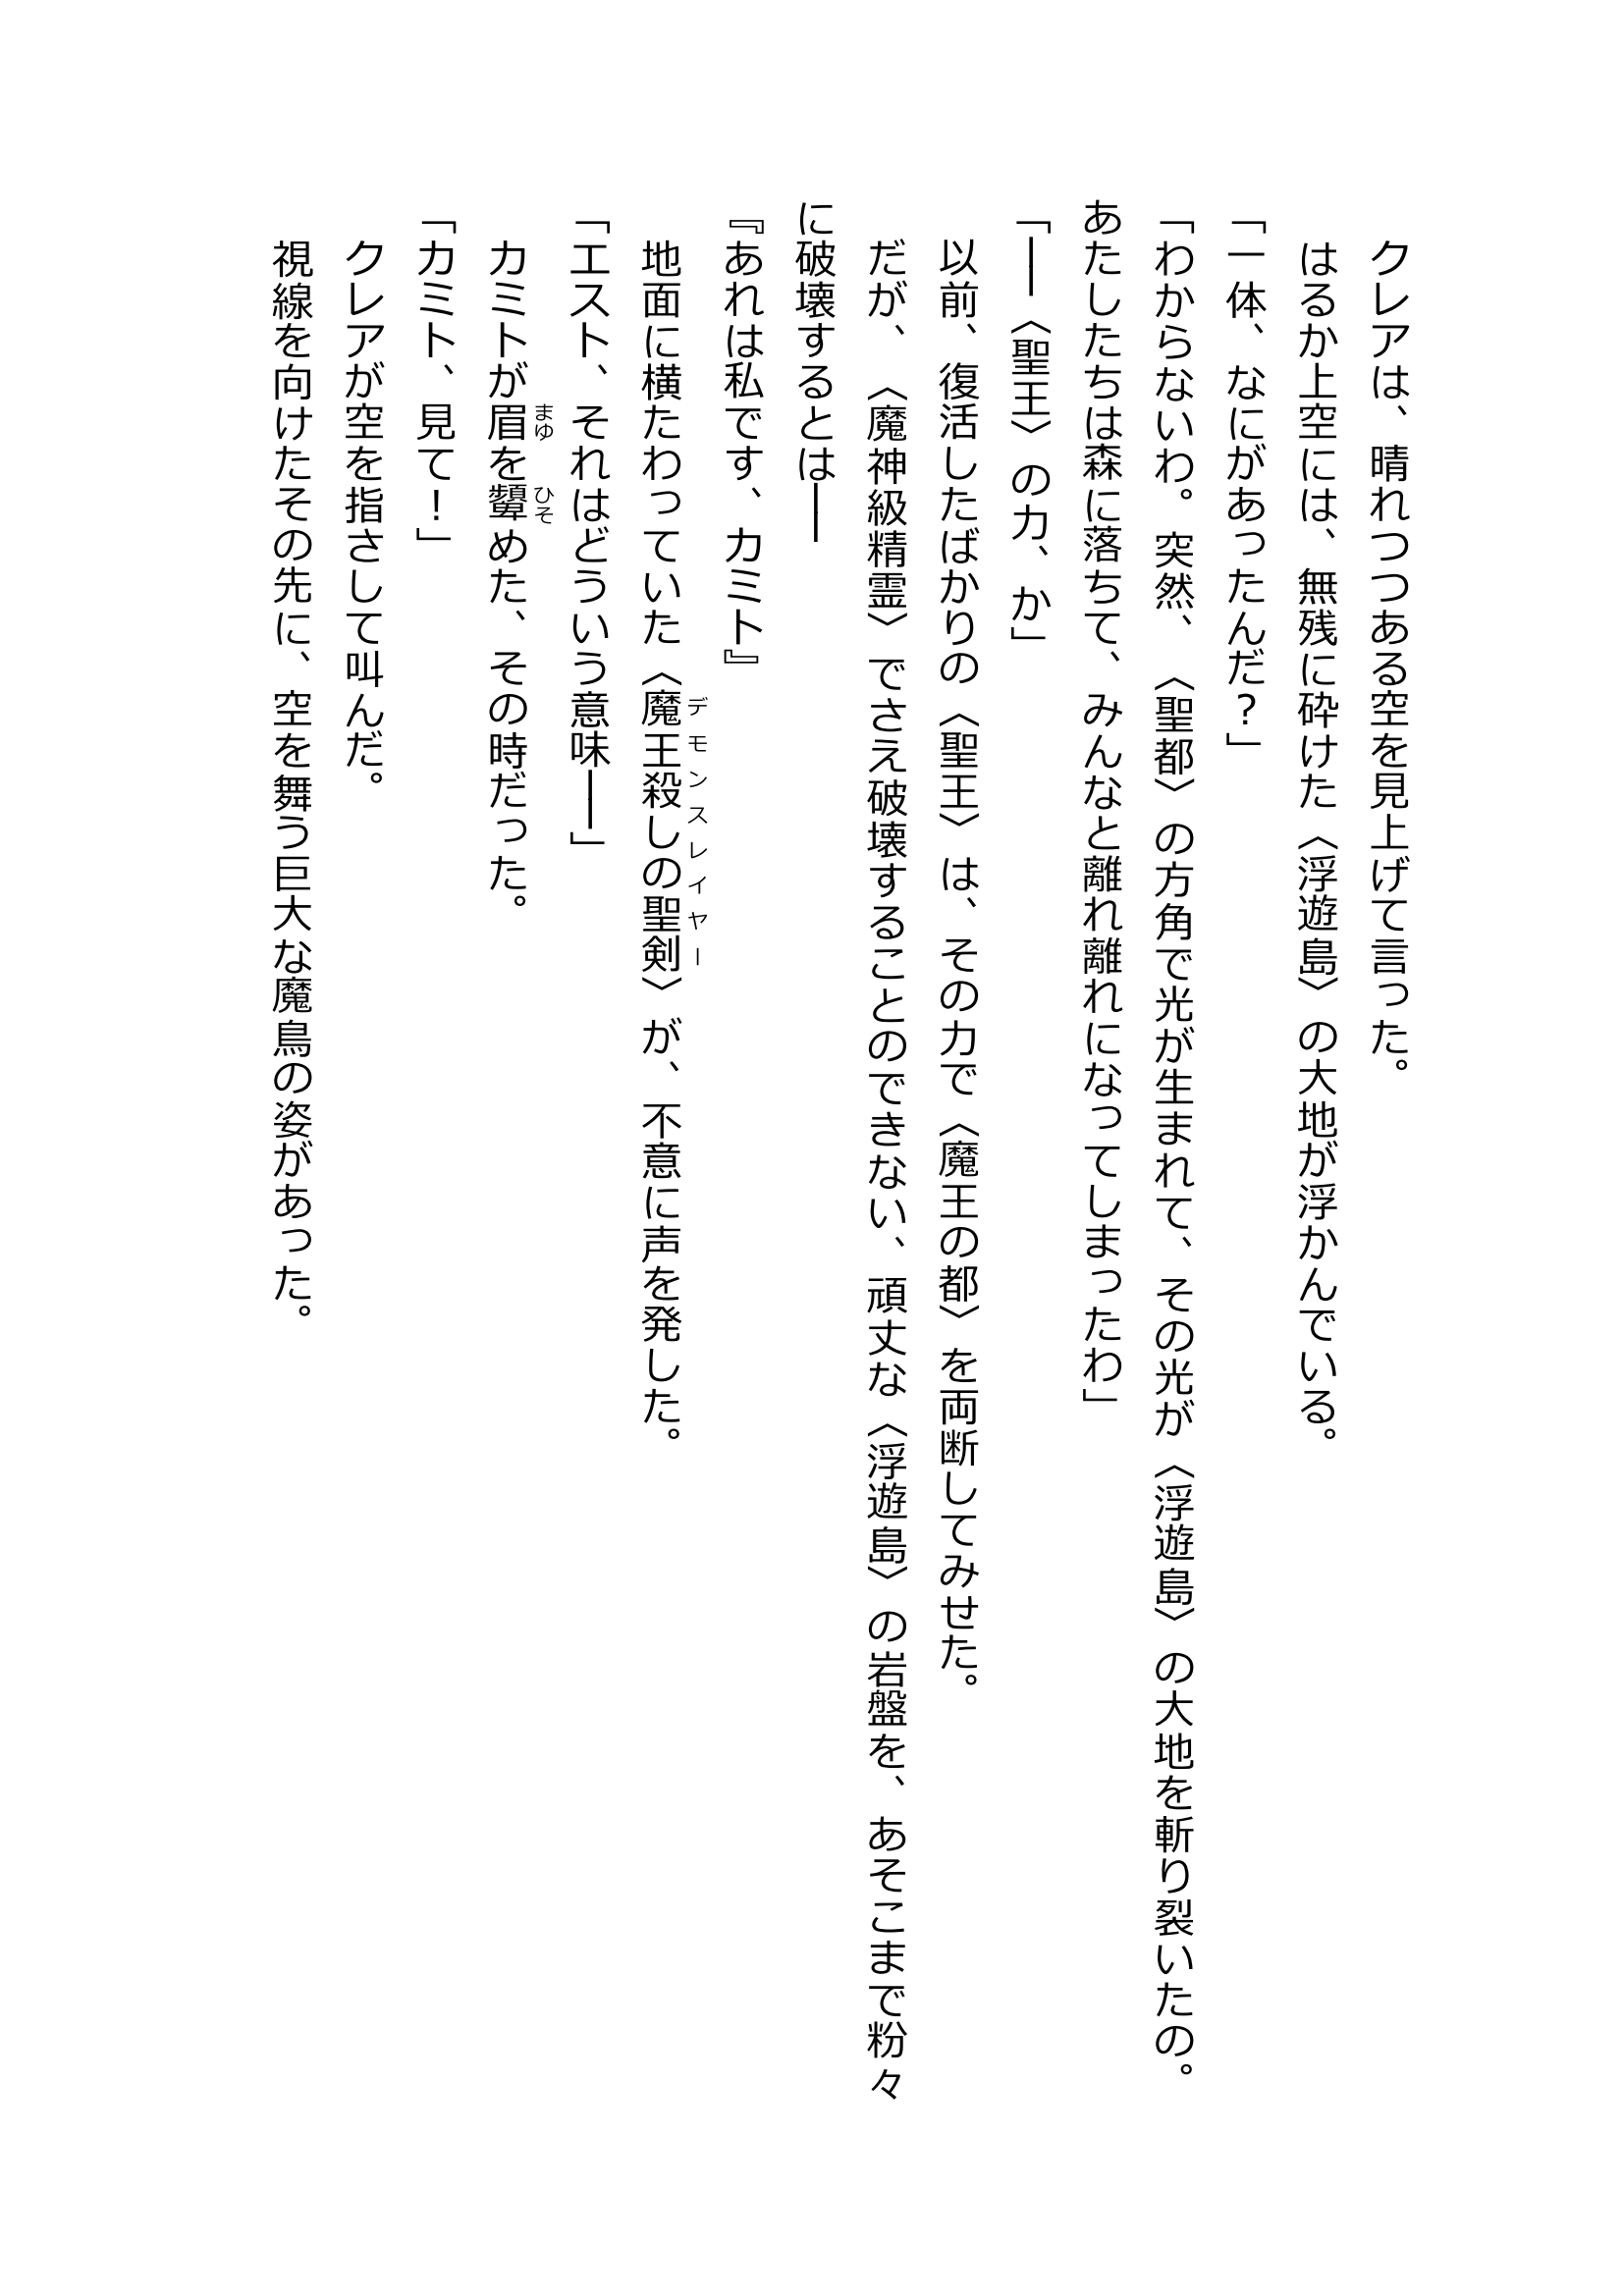 クレアは、晴れつつある空を見上げて言った。
はるか上空には、無残に砕けた〈浮遊島〉の大地が浮かんでいる。
「一体、なにがあったんだ?」
「わからないわ。突然、〈聖都〉の方角で光が生まれて、その光が〈浮遊島〉の大地を斬り裂いたの。
あたしたちは森に落ちて、みんなと離れ離れになってしまったわ」
「――〈聖王〉の力、か」
以前、復活したばかりの〈聖王〉は、その力で〈魔王の都〉を両断してみせた。
だが、〈魔神級精霊〉でさえ破壊することのできない、頑丈な〈浮遊島〉の岩盤を、あそこまで粉々
に破壊するとは――
『あれは私です、カミト』
デモンスレイヤー
地面に横たわっていた〈魔王殺しの聖剣〉が、不意に声を発した。
「エスト、それはどういう意味――」
まゆ ひそ
カミトが眉を顰めた、その時だった。
「カミト、見て!」
クレアが空を指さして叫んだ。
視線を向けたその先に、空を舞う巨大な魔鳥の姿があった。